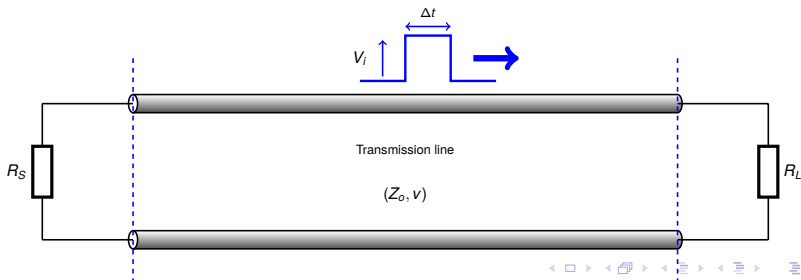 Δt
V_i
Transmission line
R_S
R_L
(Z_o, v)